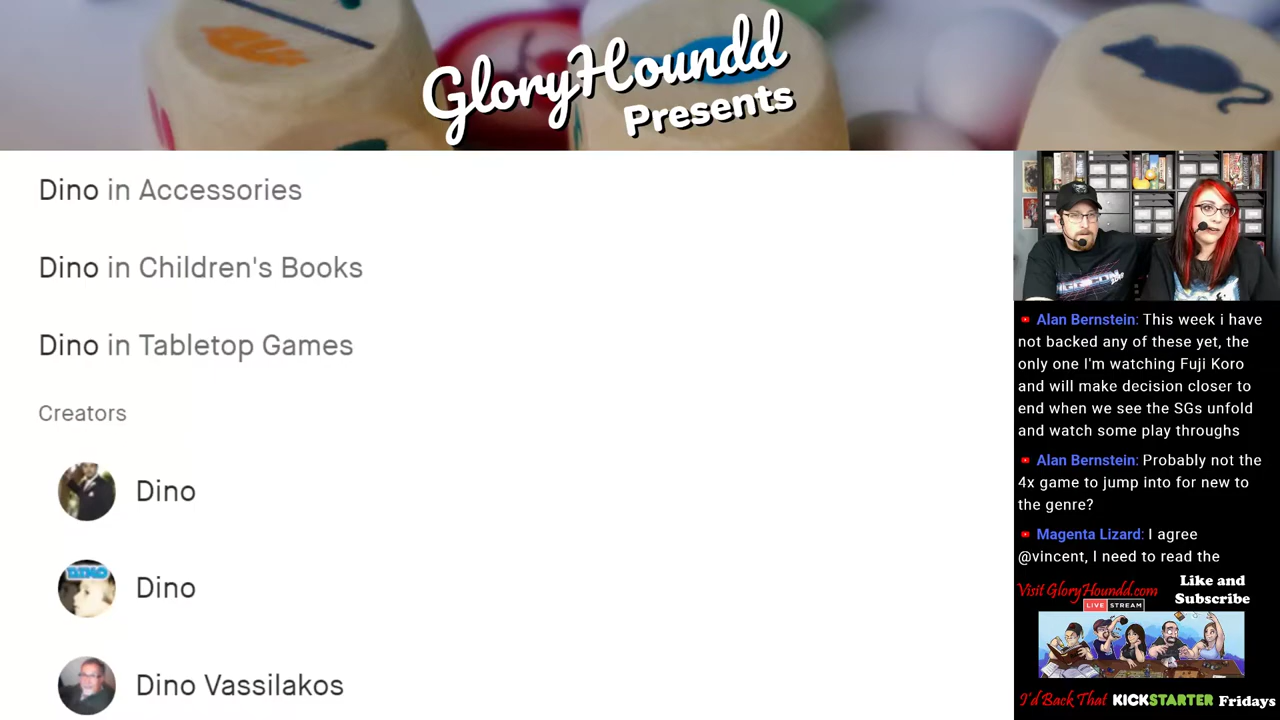 GloryHoundd
Presents
Dino in Accessories
Dino in Children's Books
Dino in Tabletop Games
Creators
Dino
Dino
Dino Vassilakos
Alan Bernstein: This week i have
not backed any of these yet, the
only one I'm watching Fuji Koro
and will make decision closer to
end when we see the SGs unfold
and watch some play throughs
Alan Bernstein: Probably not the
4x game to jump into for new to
the genre?
Magenta Lizard: I agree
@vincent, I need to read the
Visit GloryHoundd.com
Like and
Subscribe
LIVE STREAM
I'd Back That KICKSTARTER Fridays